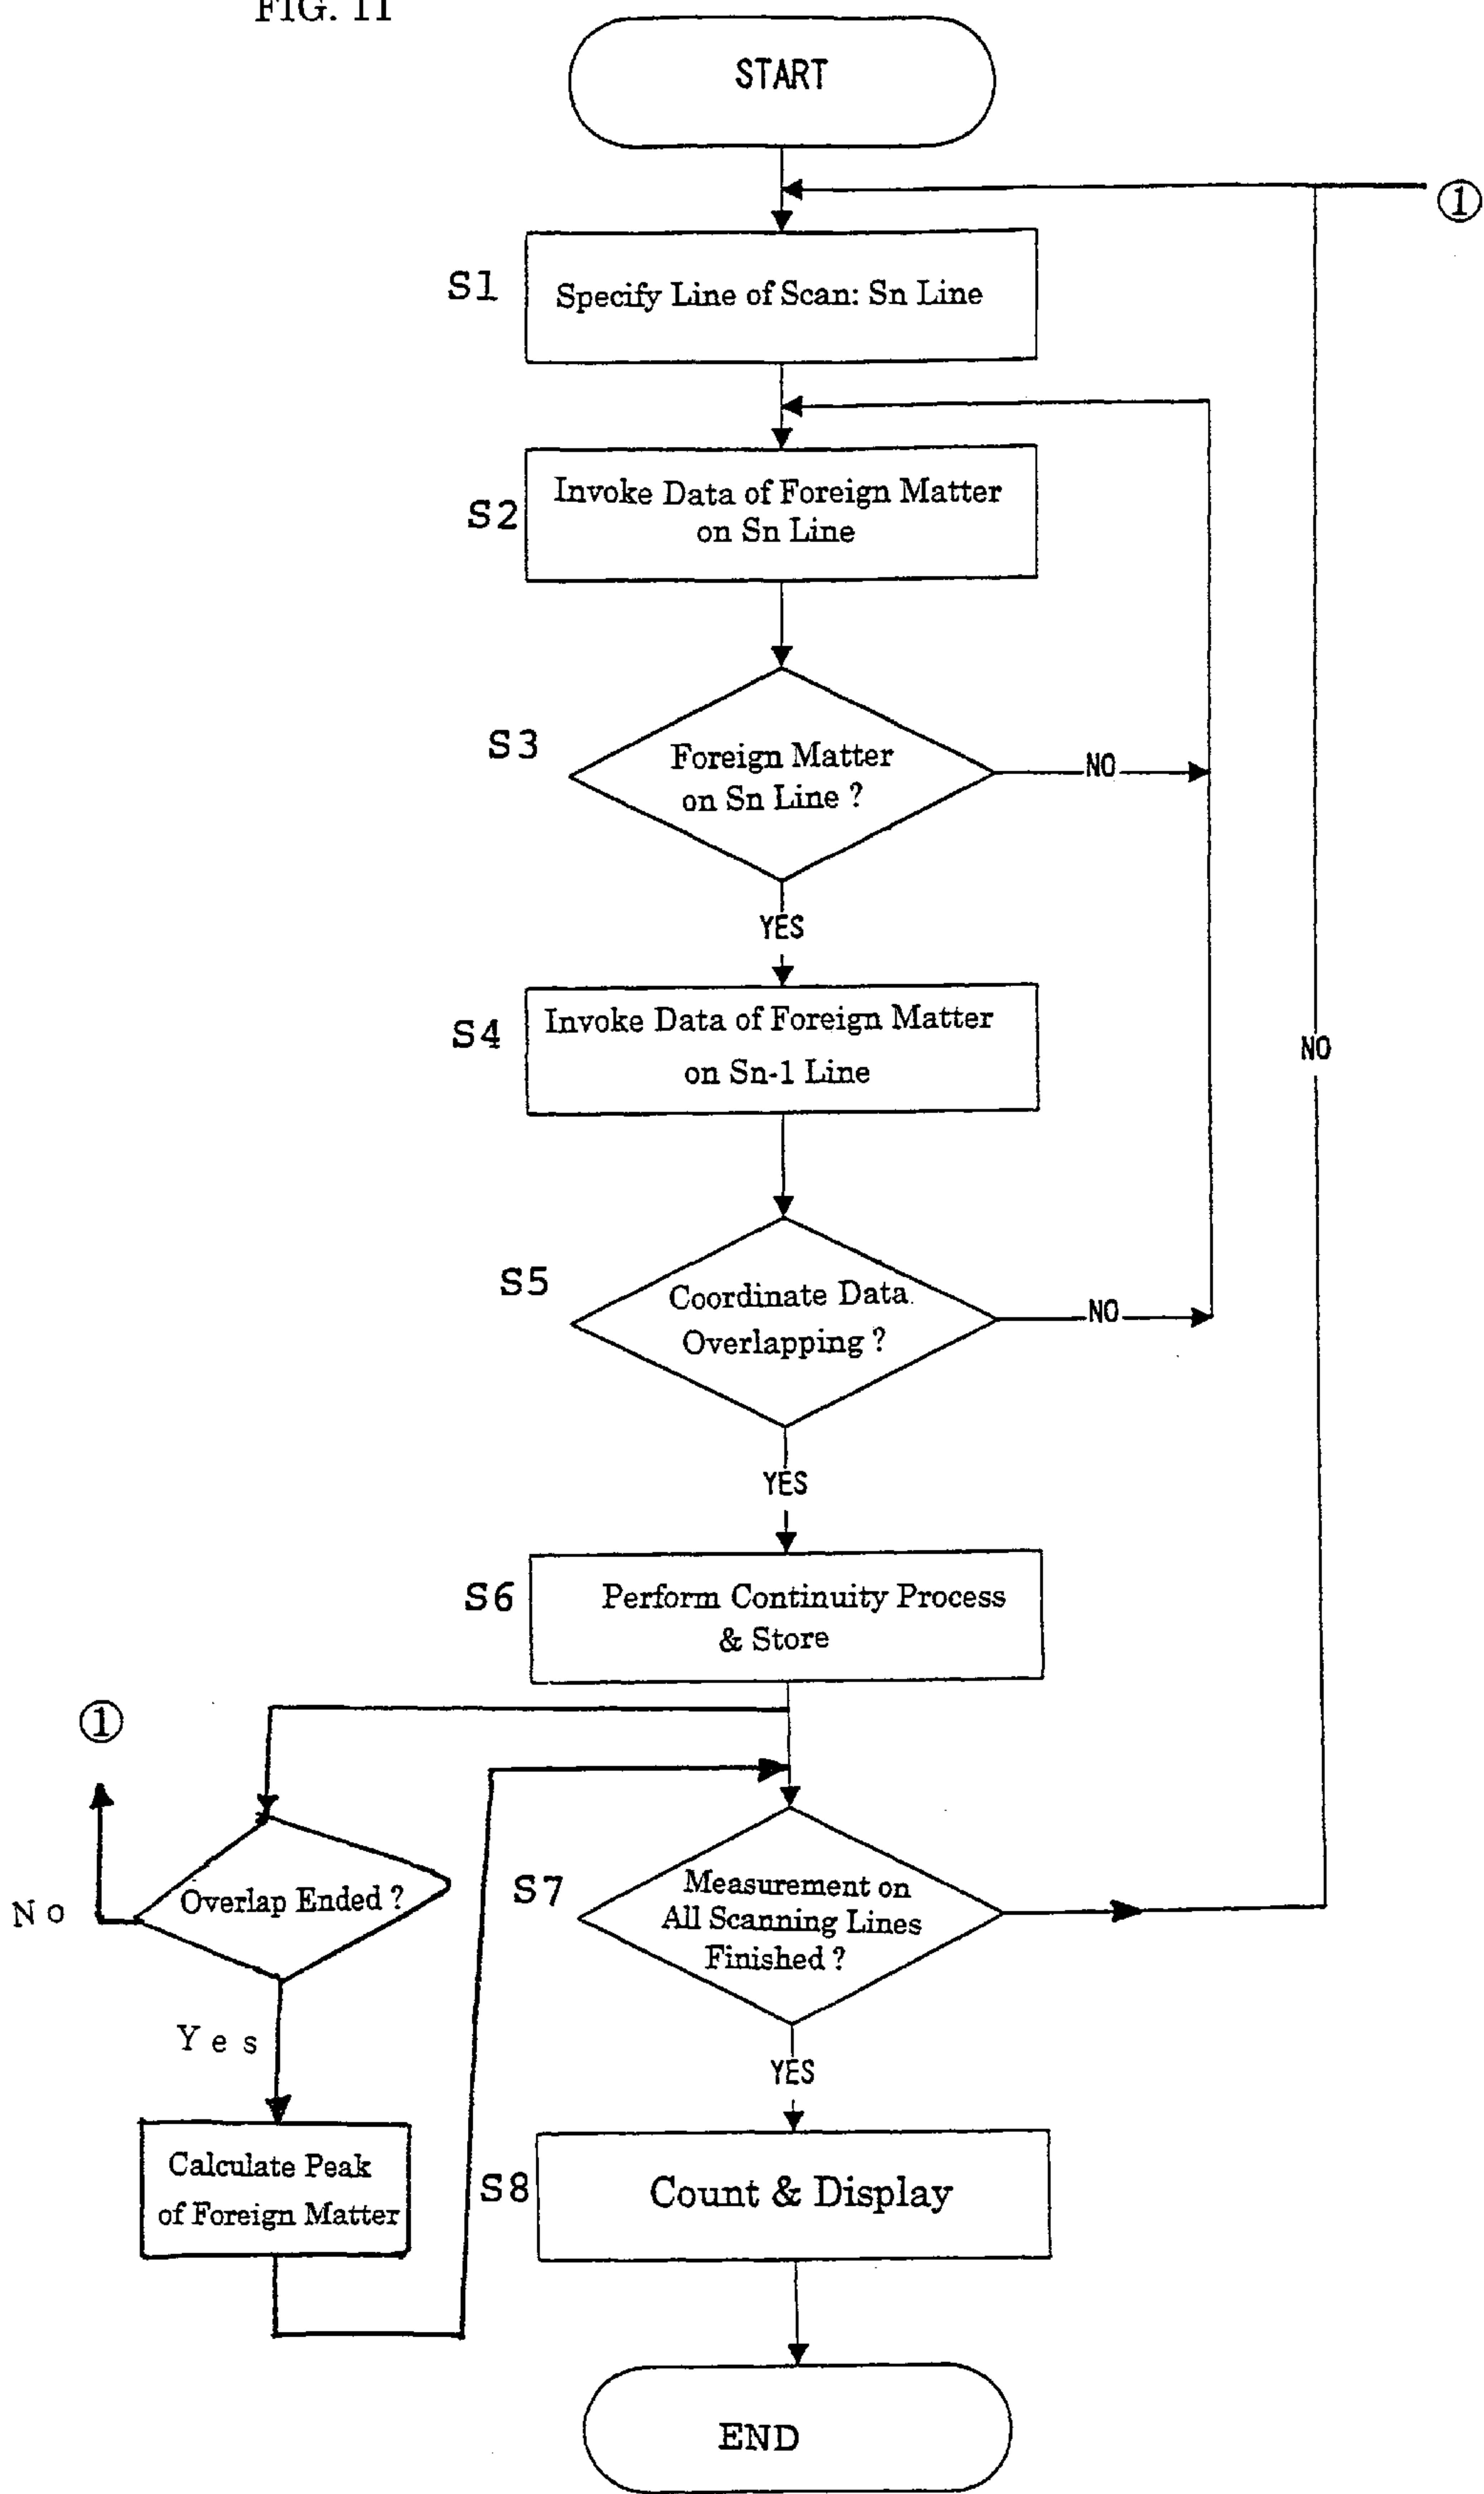 FIG. 11
START
①
S1
Specify Line of Scan: Sn Line
S2
Invoke Data of Foreign Matter
on Sn Line
S3
Foreign Matter
on Sn Line ?
NO
YES
S4
Invoke Data of Foreign Matter
on Sn-1 Line
NO
S5
Coordinate Data
Overlapping ?
NO
YES
S6
Perform Continuity Process
& Store
①
Overlap Ended ?
No
Yes
Calculate Peak
of Foreign Matter
S7
Measurement on
All Scanning Lines
Finished ?
YES
S8
Count & Display
END